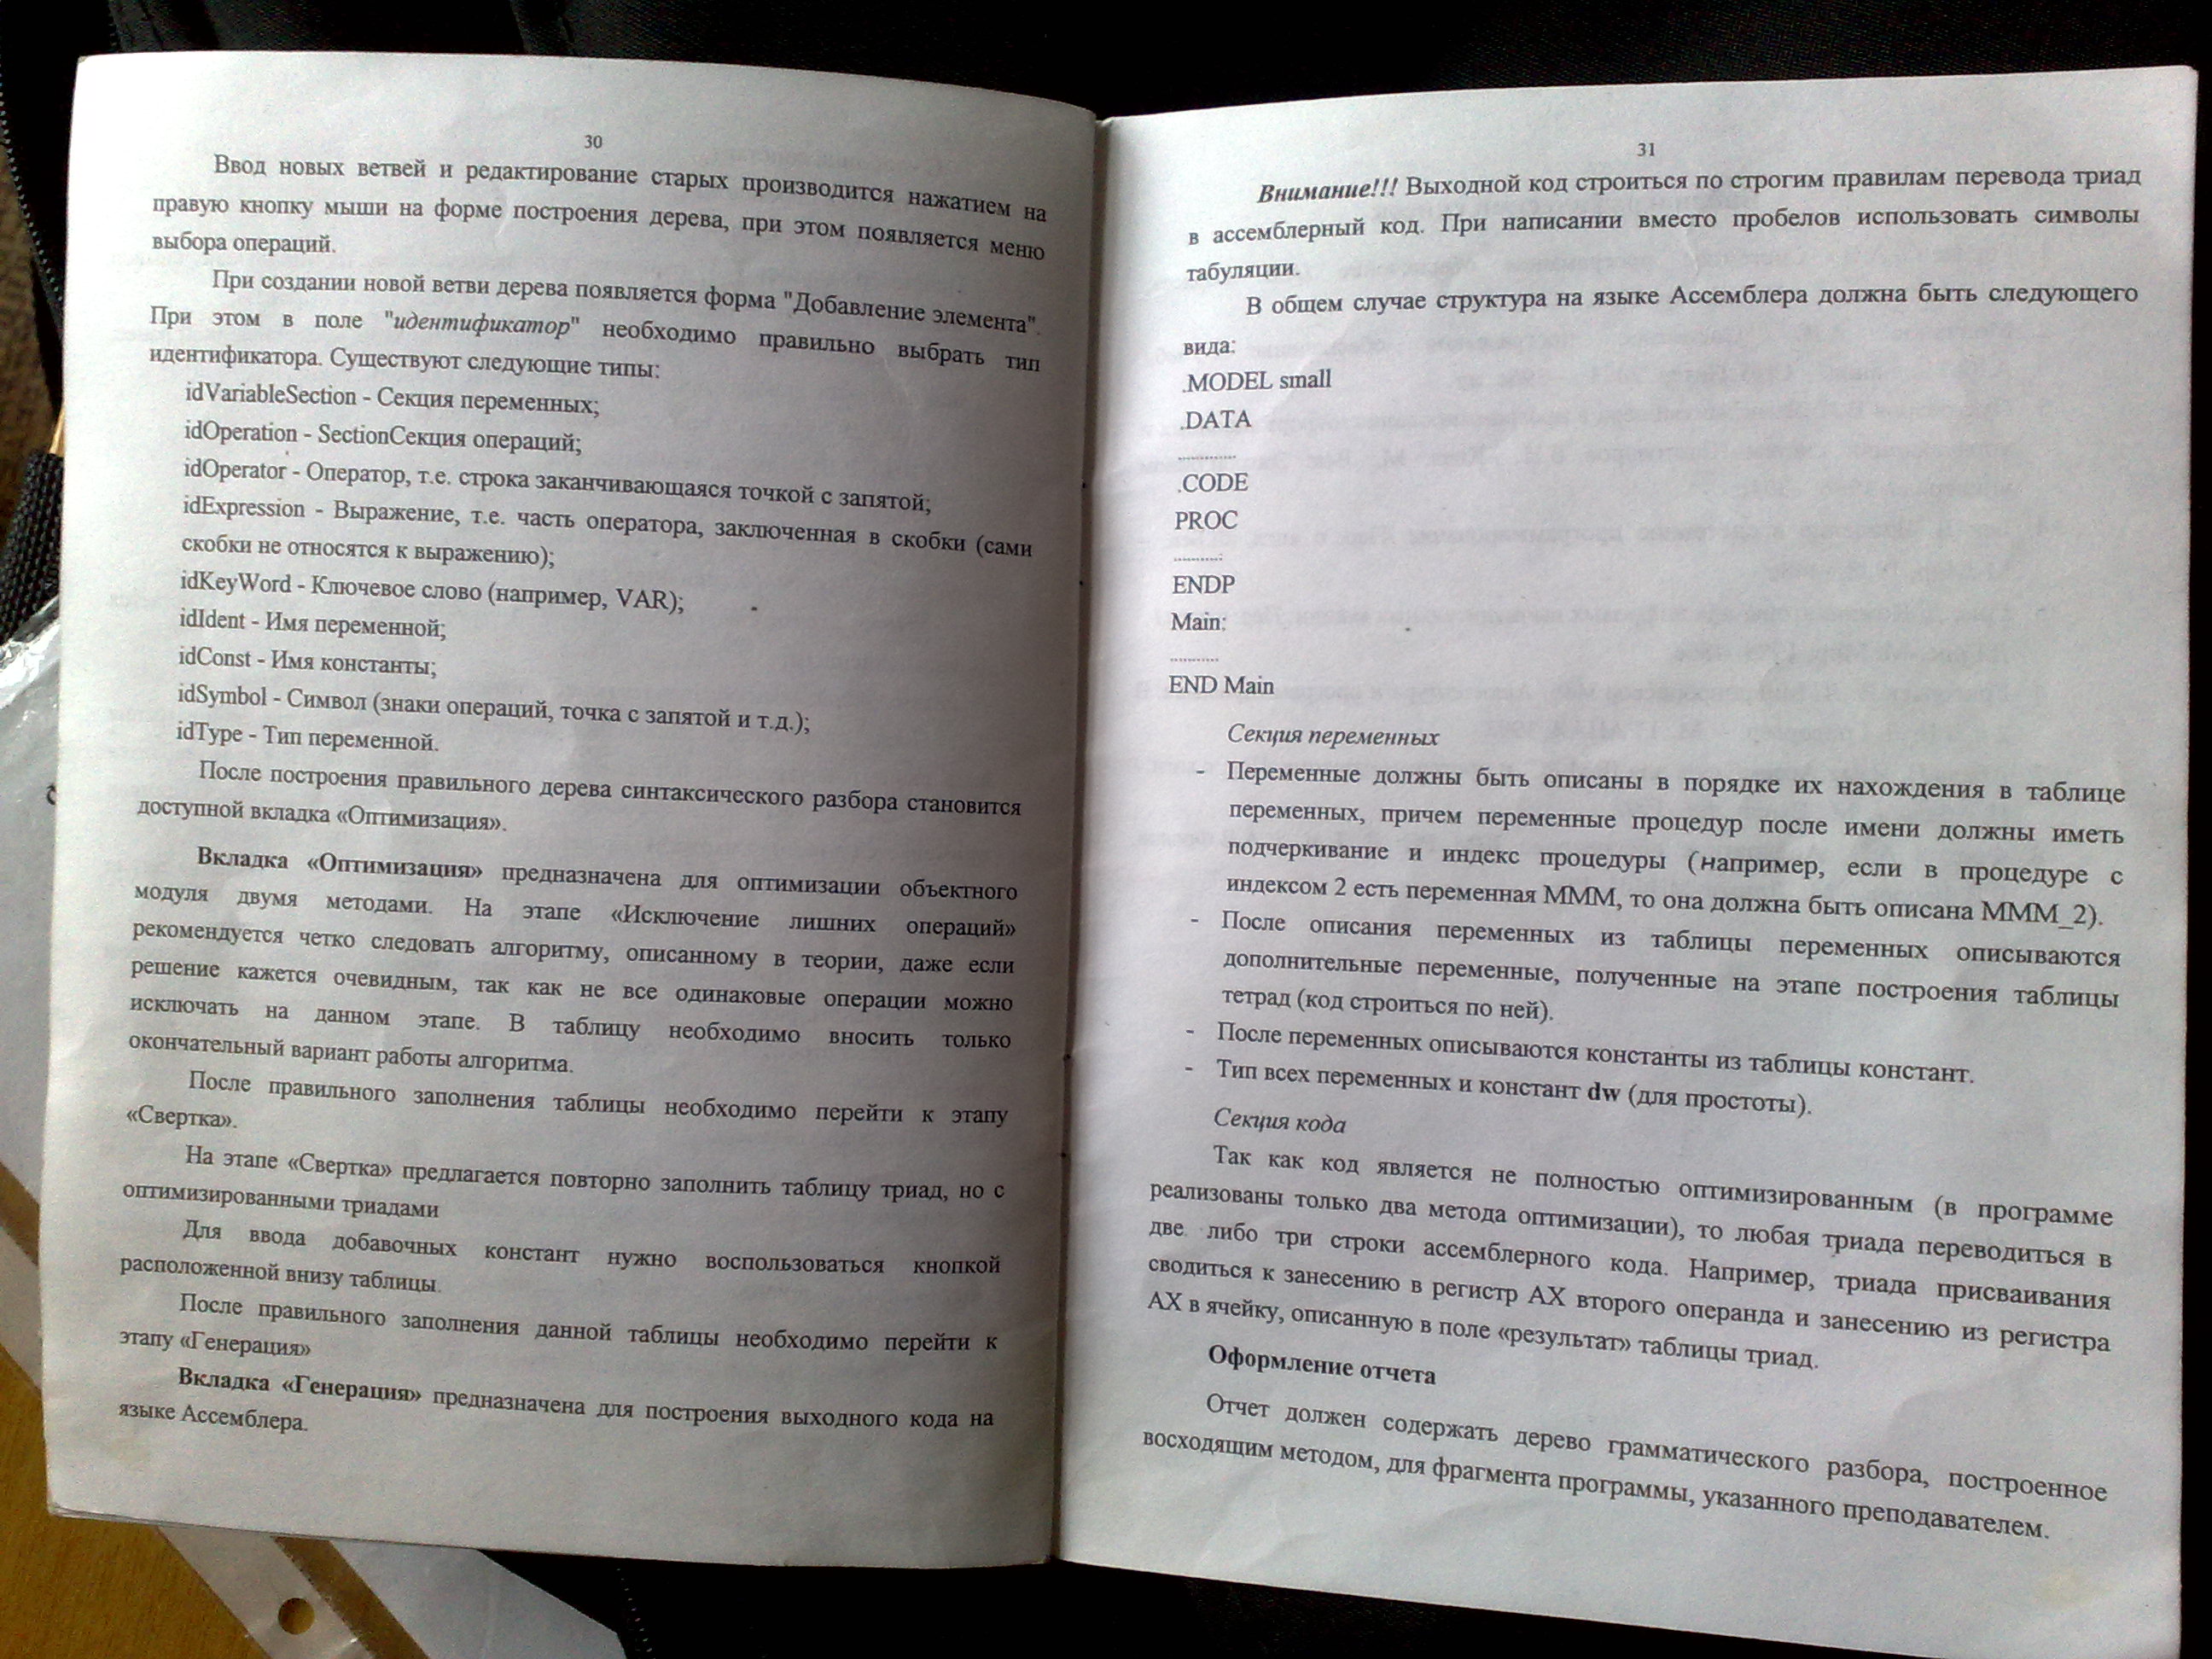 30
Ввод новых ветвей и редактирование старых производится нажатием на
правую кнопку мыши на форме построения дерева, при этом появляется меню
выбора операций.
При создании новой ветви дерева появляется форма "Добавление элемента".
При этом в поле "идентификатор" необходимо правильно выбрать тип
идентификатора. Существуют следующие типы:
idVariableSection - Секция переменных;
idOperation - SectionСекция операций;
idOperator - Оператор, т.е. строка заканчивающаяся точкой с запятой;
idExpression - Выражение, т.е. часть оператора, заключенная в скобки (сами
скобки не относятся к выражению);
idKeyWord - Ключевое слово (например, VAR);
idIdent - Имя переменной;
idConst - Имя константы;
idSymbol - Символ (знаки операций, точка с запятой и т.д.);
idType - Тип переменной.
После построения правильного дерева синтаксического разбора становится
доступной вкладка «Оптимизация».
Вкладка «Оптимизация» предназначена для оптимизации объектного
модуля двумя методами. На этапе «Исключение лишних операций»
рекомендуется четко следовать алгоритму, описанному в теории, даже если
решение кажется очевидным, так как не все одинаковые операции можно
исключать на данном этапе. В таблицу необходимо вносить только
окончательный вариант работы алгоритма.
После правильного заполнения таблицы необходимо перейти к этапу
«Свертка».
На этапе «Свертка» предлагается повторно заполнить таблицу триад, но с
оптимизированными триадами
Для ввода добавочных констант нужно воспользоваться кнопкой
расположенной внизу таблицы.
После правильного заполнения данной таблицы необходимо перейти к
этапу «Генерация»
Вкладка «Генерация» предназначена для построения выходного кода на
языке Ассемблера.
31
Внимание!!! Выходной код строиться по строгим правилам перевода триад
в ассемблерный код. При написании вместо пробелов использовать символы
табуляции.
В общем случае структура на языке Ассемблера должна быть следующего
вида:
.MODEL small
.DATA
............
.CODE
PROC
..........
ENDP
Main:
..........
END Main
Секция переменных
- Переменные должны быть описаны в порядке их нахождения в таблице
переменных, причем переменные процедур после имени должны иметь
подчеркивание и индекс процедуры (например, если в процедуре с
индексом 2 есть переменная МММ, то она должна быть описана МММ_2).
- После описания переменных из таблицы переменных описываются
дополнительные переменные, полученные на этапе построения таблицы
тетрад (код строиться по ней).
- После переменных описываются константы из таблицы констант.
- Тип всех переменных и констант dw (для простоты).
Секция кода
Так как код является не полностью оптимизированным (в программе
реализованы только два метода оптимизации), то любая триада переводиться в
две либо три строки ассемблерного кода. Например, триада присваивания
сводиться к занесению в регистр АХ второго операнда и занесению из регистра
АХ в ячейку, описанную в поле «результат» таблицы триад.
Оформление отчета
Отчет должен содержать дерево грамматического разбора, построенное
восходящим методом, для фрагмента программы, указанного преподавателем.